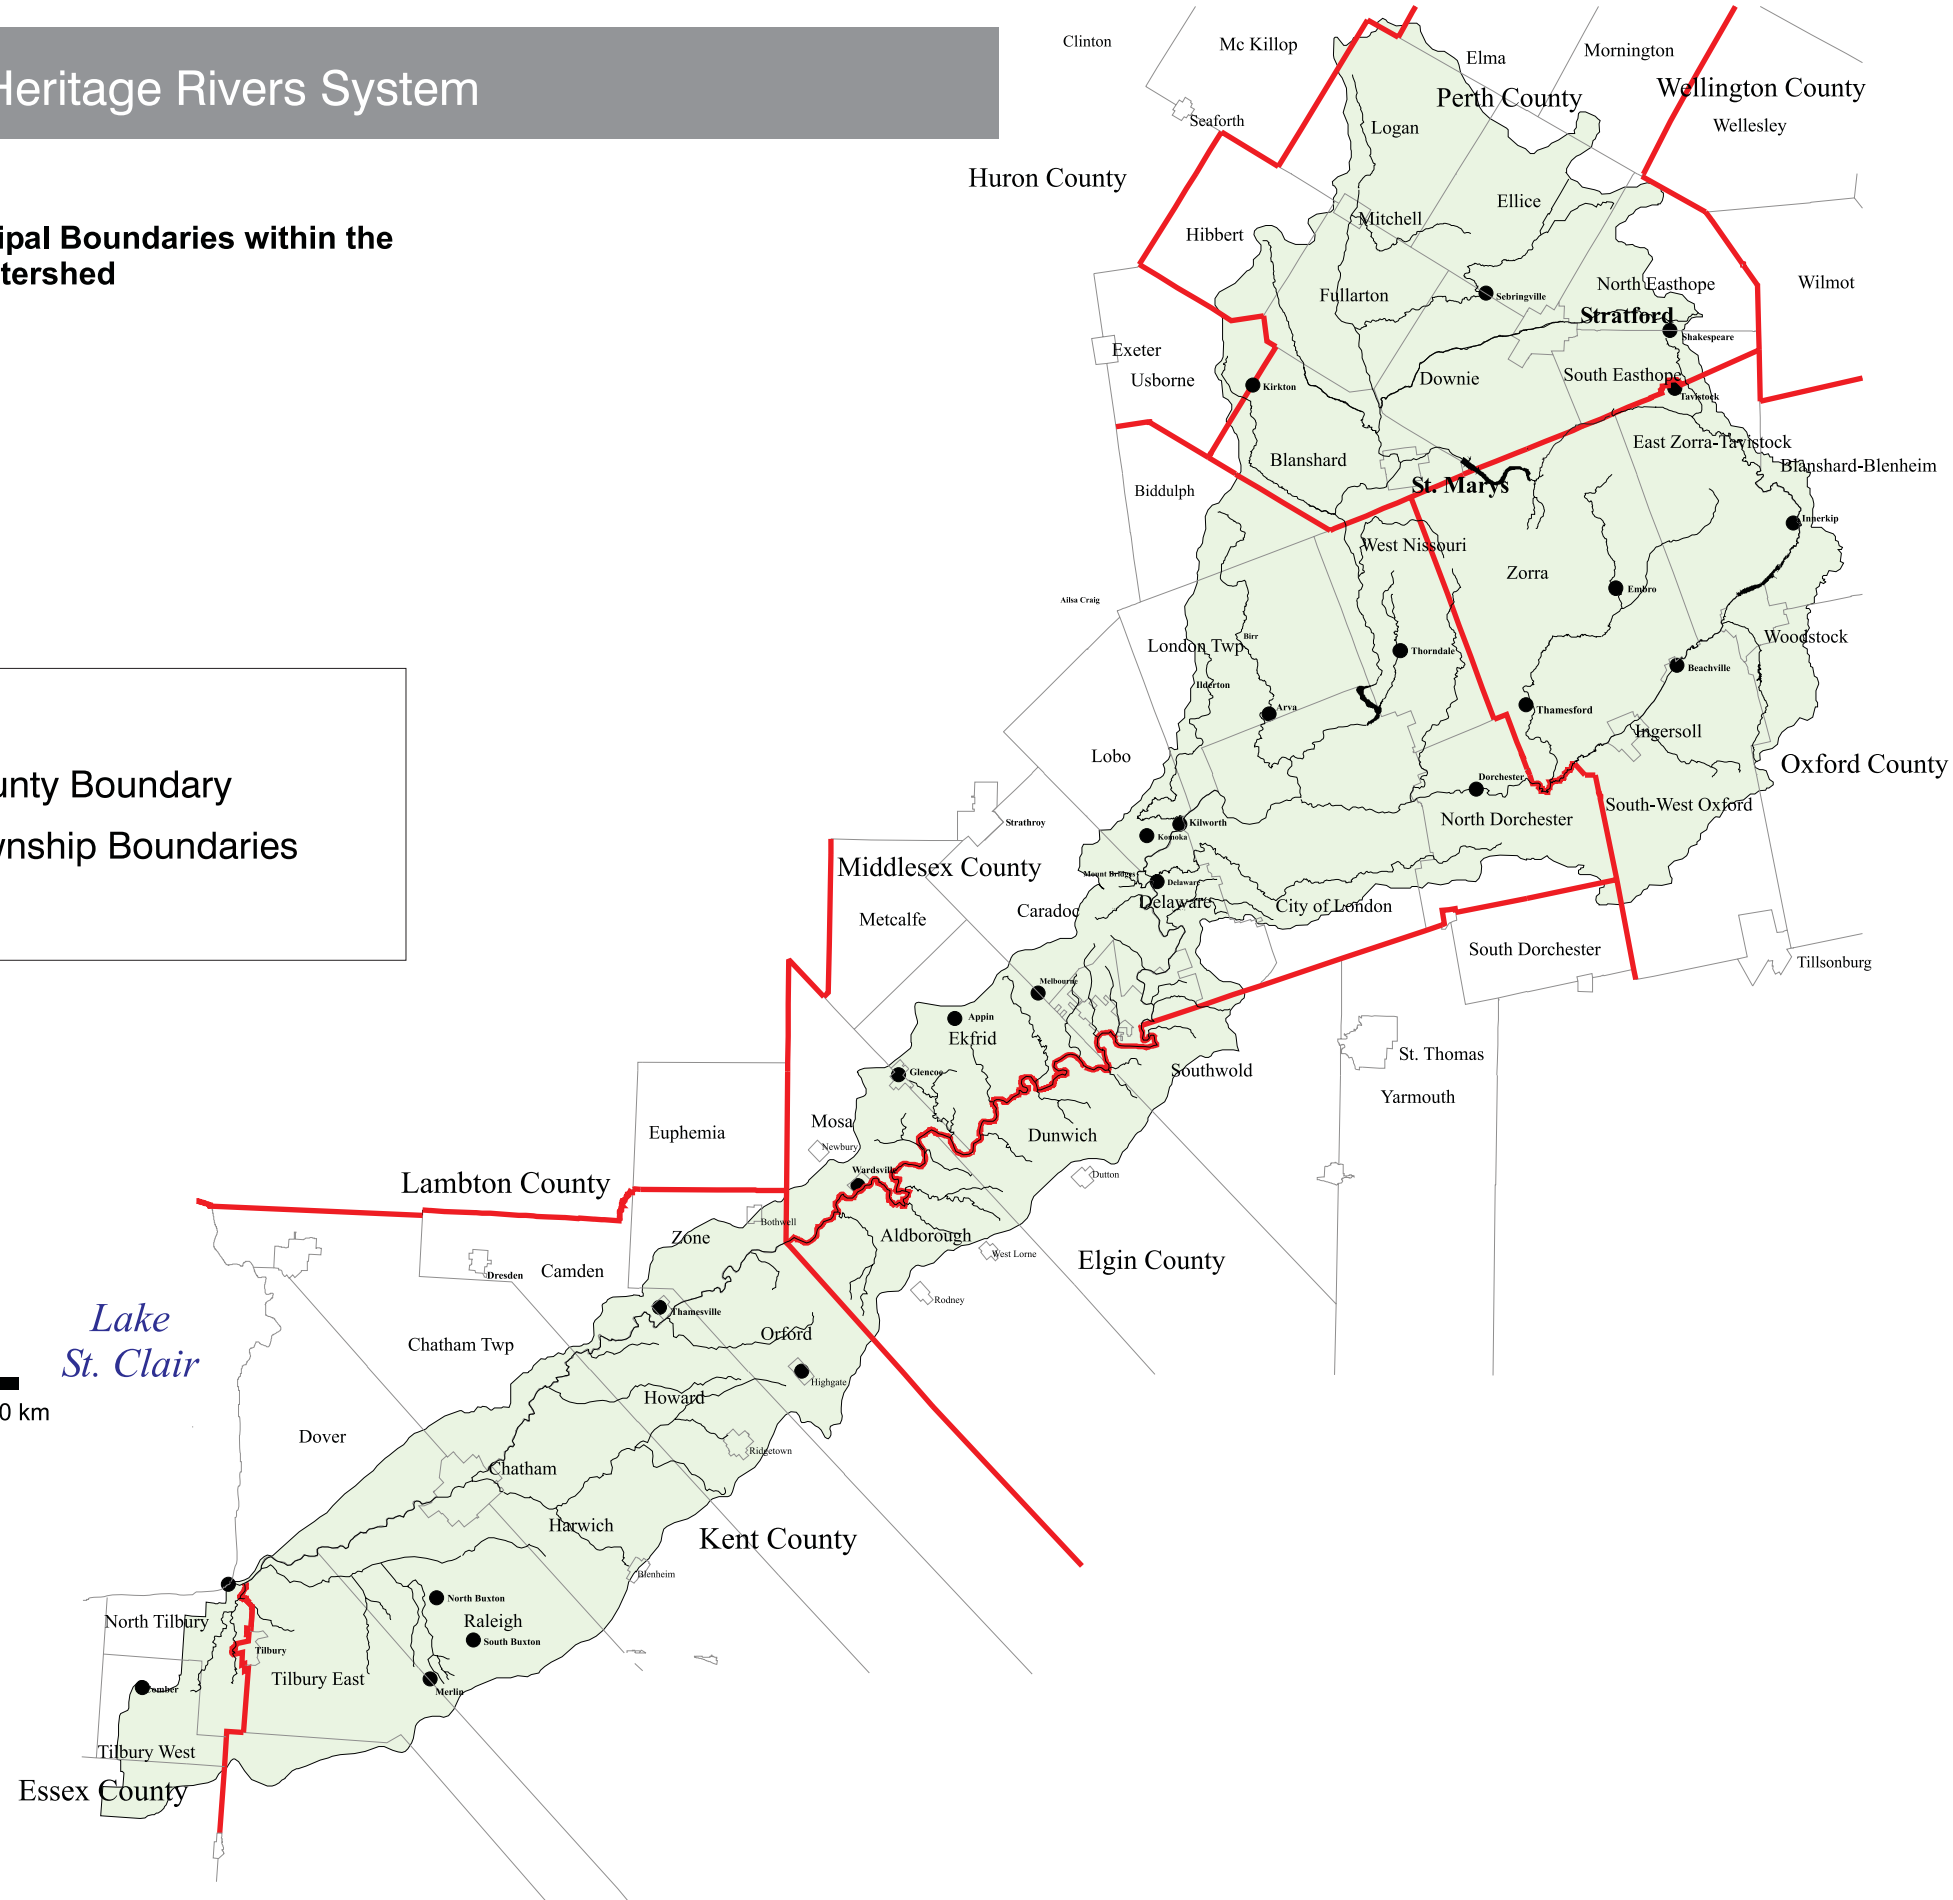 Heritage Rivers System
ipal Boundaries within the
tershed
unty Boundary
wnship Boundaries
0 km
Clinton
Mc Killop
Elma
Mornington
Perth County
Wellington County
Seaforth
Logan
Wellesley
Huron County
Ellice
Mitchell
Hibbert
North Easthope
Wilmot
Fullarton
Sebringville
Stratford
Shakespeare
Exeter
Usborne
Kirkton
Downie
South Easthope
Tavistock
East Zorra-Tavistock
Blanshard
Blanshard-Blenheim
Biddulph
St. Marys
Innerkip
West Nissouri
Zorra
Embro
Ailsa Craig
Birr
London Twp
Woodstock
Thorndale
Beachville
Ilderton
Arva
Thamesford
Ingersoll
Lobo
Oxford County
Dorchester
South-West Oxford
Strathroy
Kilworth
North Dorchester
Komoka
Middlesex County
Mount Bridges
Delaware
Delaware
City of London
Caradoc
Metcalfe
South Dorchester
Tillsonburg
Melbourne
Appin
Ekfrid
St. Thomas
Southwold
Glencoe
Yarmouth
Mosa
Euphemia
Dunwich
Newbury
Wardsville
Dutton
Lambton County
Bothwell
Zone
Aldborough
West Lorne
Elgin County
Camden
Dresden
Rodney
Thamesville
Lake
St. Clair
Chatham Twp
Orford
Highgate
Howard
Dover
Ridgetown
Chatham
Harwich
Kent County
Blenheim
North Buxton
North Tilbury
Raleigh
South Buxton
Tilbury
Tilbury East
Merlin
Comber
Tilbury West
Essex County